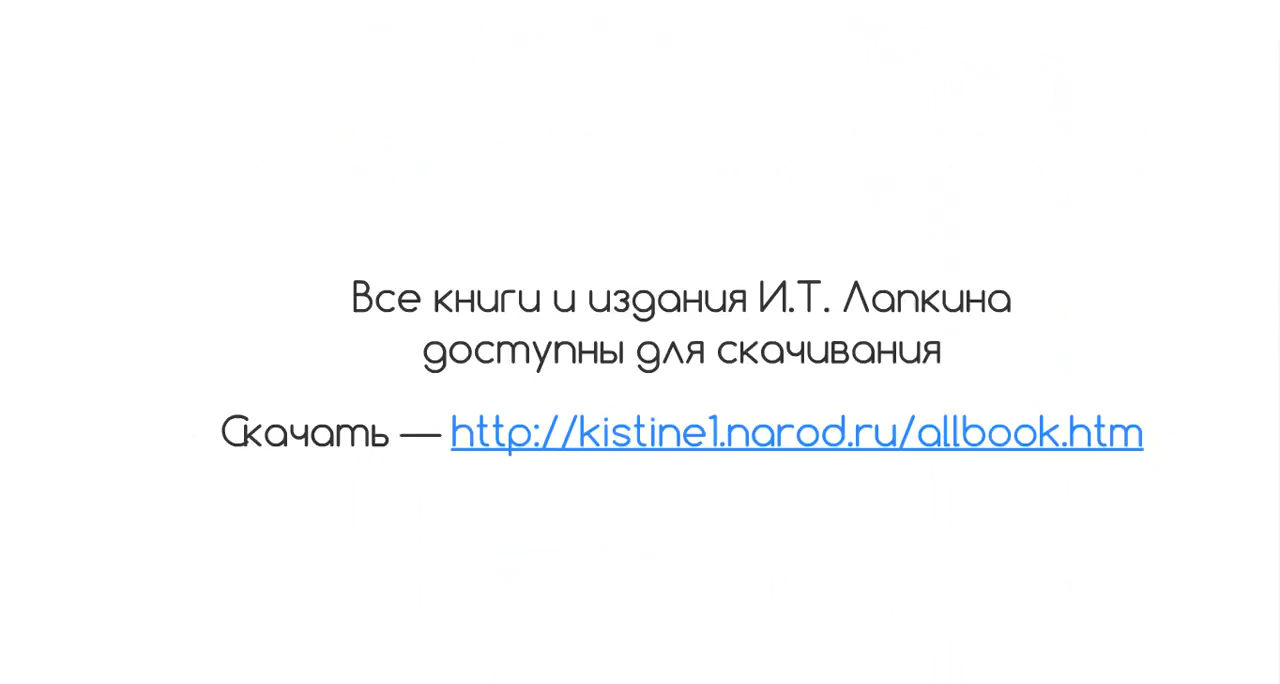 Все книги и издания И.Т. Лапкина
доступны для скачивания
Скачать — http://kistine1.narod.ru/allbook.htm